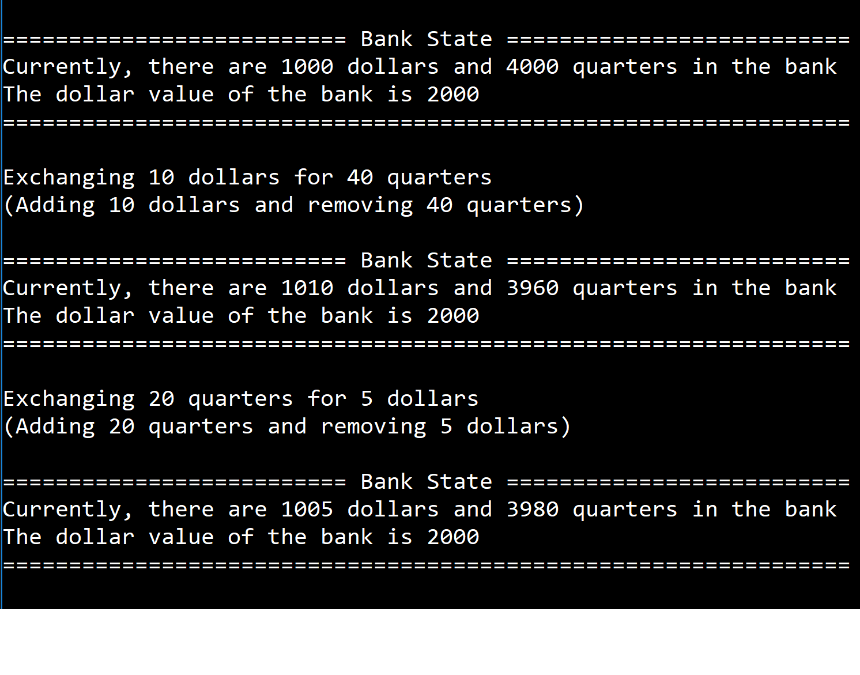 ========================== Bank State ==========================
Currently, there are 1000 dollars and 4000 quarters in the bank
The dollar value of the bank is 2000
================================================================
Exchanging 10 dollars for 40 quarters
(Adding 10 dollars and removing 40 quarters)
========================== Bank State ==========================
Currently, there are 1010 dollars and 3960 quarters in the bank
The dollar value of the bank is 2000
================================================================
Exchanging 20 quarters for 5 dollars
(Adding 20 quarters and removing 5 dollars)
========================== Bank State ==========================
Currently, there are 1005 dollars and 3980 quarters in the bank
The dollar value of the bank is 2000
================================================================